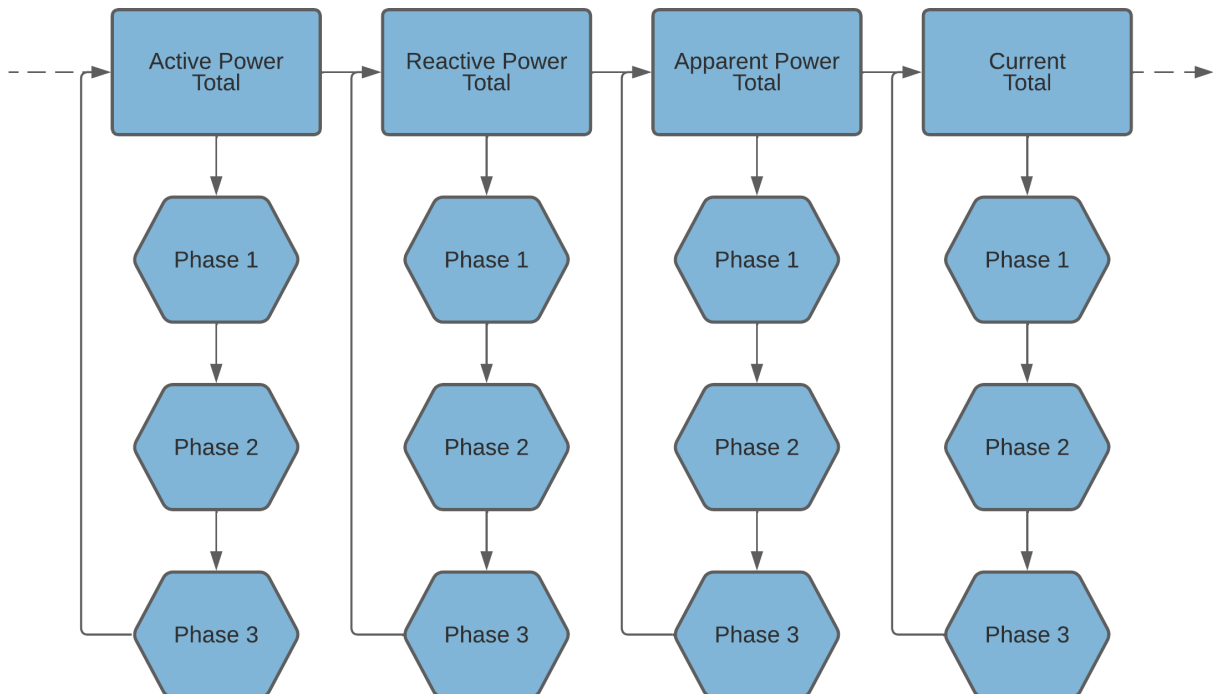 Active Power
Total
Reactive Power
Total
Apparent Power
Total
Current
Total
Phase 1
Phase 1
Phase 1
Phase 1
Phase 2
Phase 2
Phase 2
Phase 2
Phase 3
Phase 3
Phase 3
Phase 3